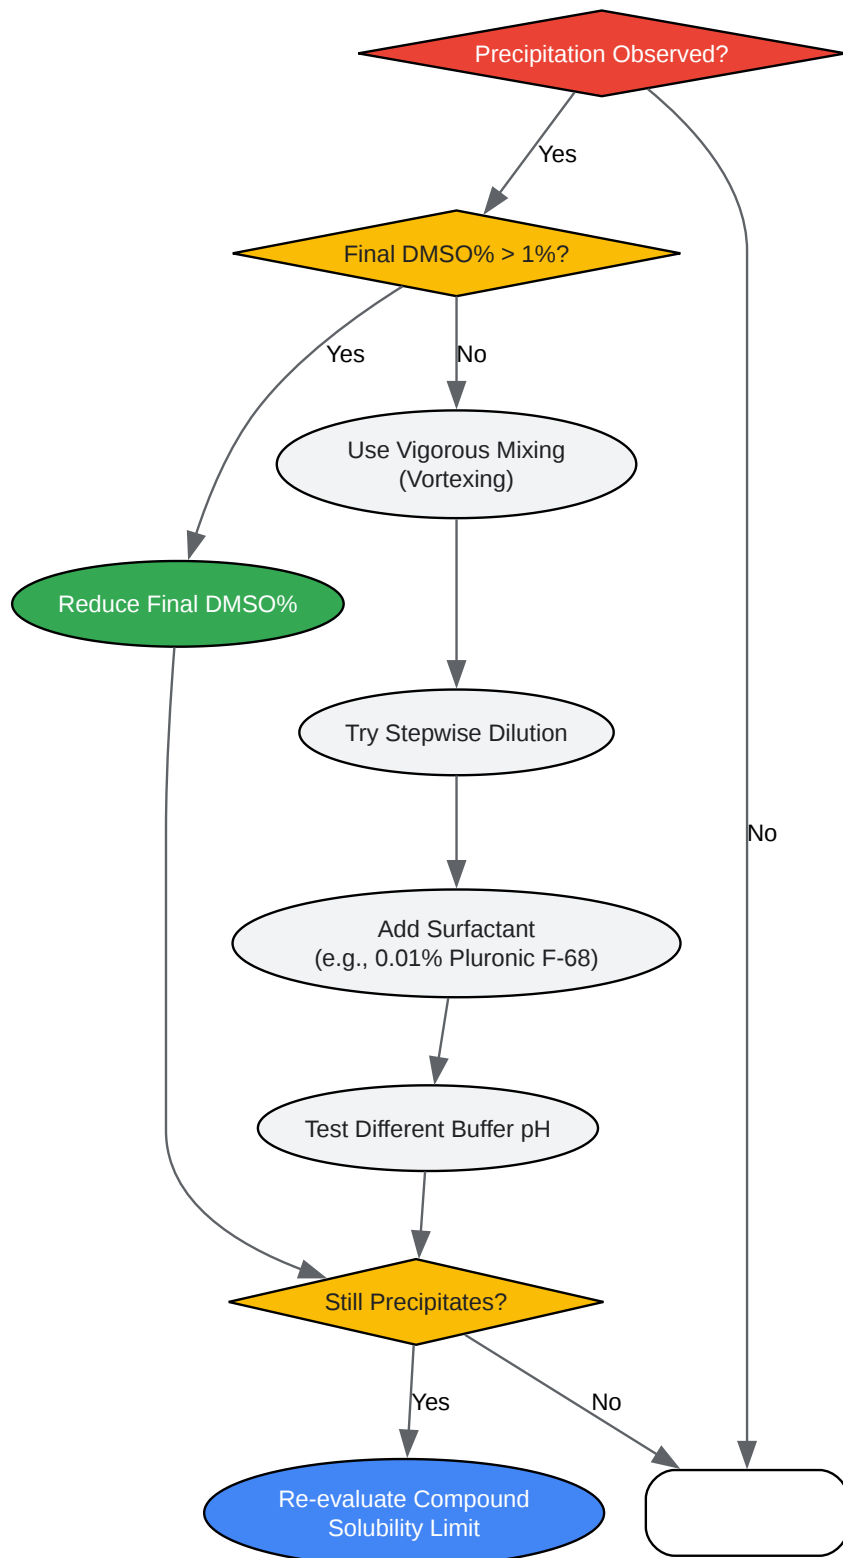 Precipitation Observed?
Yes
Final DMSO% > 1%?
Yes
No
Use Vigorous Mixing
(Vortexing)
Reduce Final DMSO%
Try Stepwise Dilution
No
Add Surfactant
(e.g., 0.01% Pluronic F-68)
Test Different Buffer pH
Still Precipitates?
Yes
No
Re-evaluate Compound
Solubility Limit